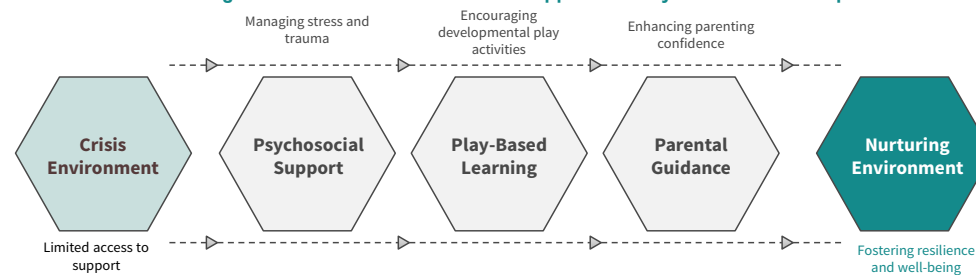 Managing stress and
trauma
Encouraging
developmental play
activities
Enhancing parenting
confidence
Crisis
Environment
Psychosocial
Support
Play-Based
Learning
Parental
Guidance
Nurturing
Environment
Limited access to
support
Fostering resilience
and well-being